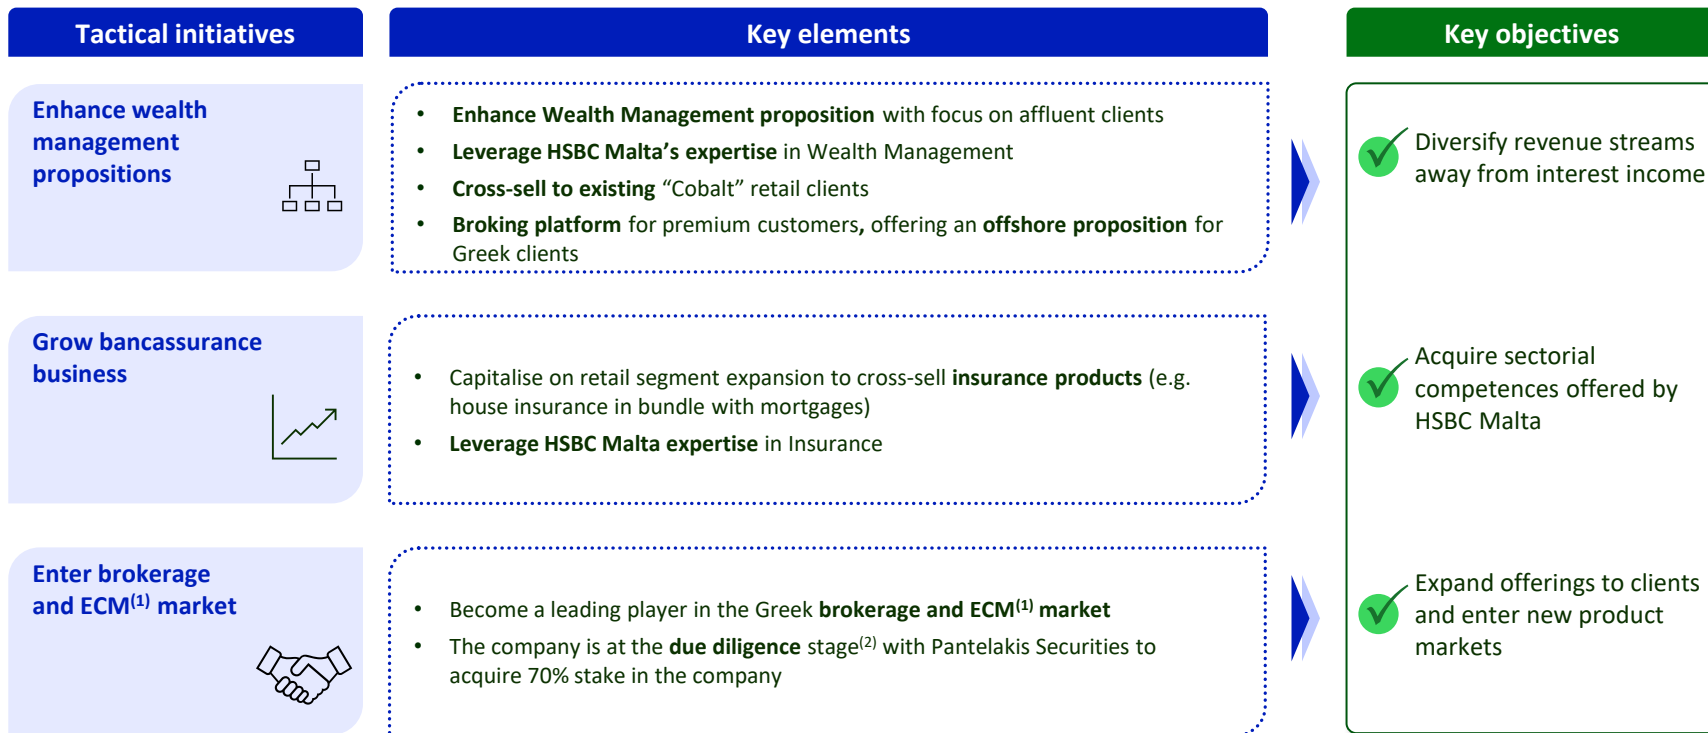 Tactical initiatives
Key elements
Key objectives
Enhance wealth
management
propositions
• Enhance Wealth Management proposition with focus on affluent clients
• Leverage HSBC Malta’s expertise in Wealth Management
• Cross-sell to existing “Cobalt” retail clients
• Broking platform for premium customers, offering an offshore proposition for
Greek clients
Diversify revenue streams
away from interest income
Grow bancassurance
business
• Capitalise on retail segment expansion to cross-sell insurance products (e.g.
house insurance in bundle with mortgages)
• Leverage HSBC Malta expertise in Insurance
Acquire sectorial
competences offered by
HSBC Malta
Enter brokerage
and ECM(1) market
• Become a leading player in the Greek brokerage and ECM(1) market
• The company is at the due diligence stage(2) with Pantelakis Securities to
acquire 70% stake in the company
Expand offerings to clients
and enter new product
markets